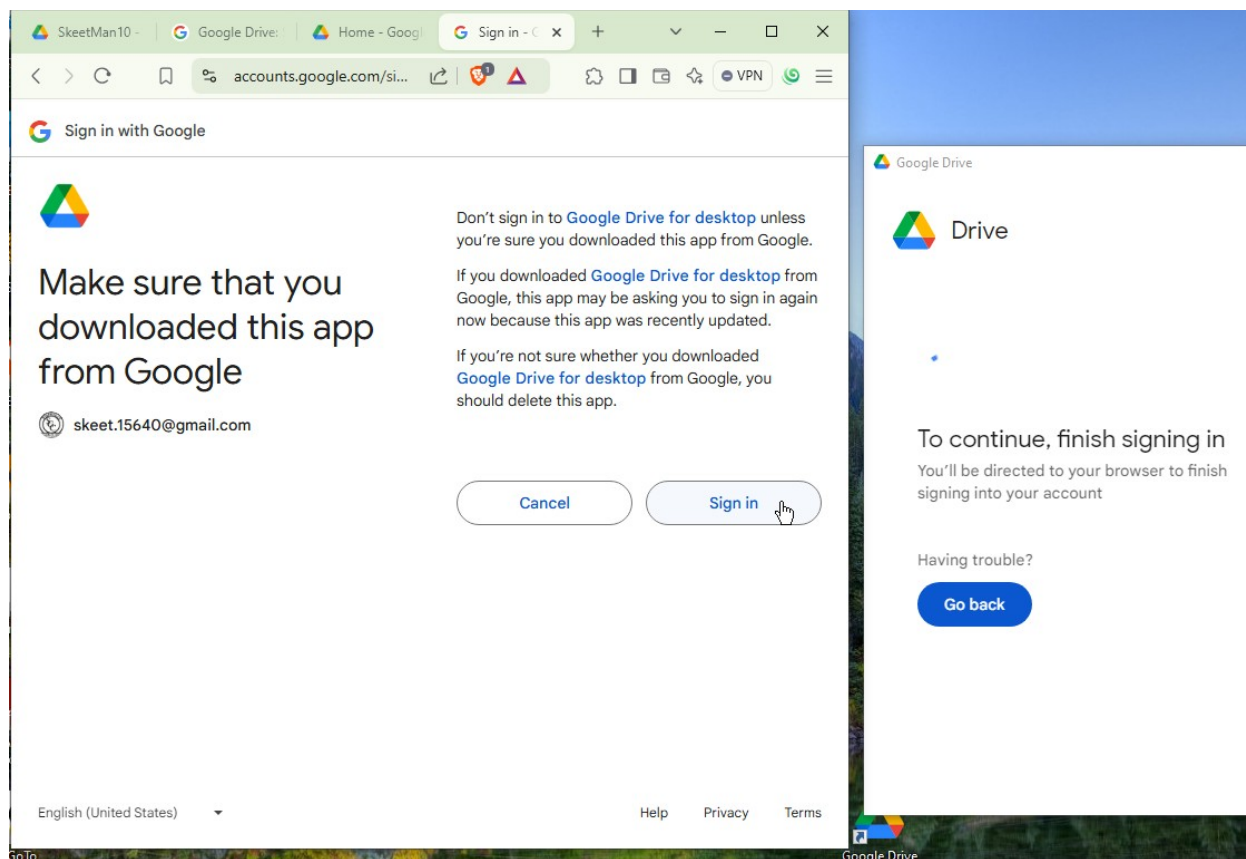 SkeetMan10 -
Google Drive:
Home - Googl
Sign in - G
accounts.google.com/si...
1
VPN
Sign in with Google
Make sure that you
downloaded this app
from Google
skeet.15640@gmail.com
Don’t sign in to Google Drive for desktop unless
you’re sure you downloaded this app from Google.
If you downloaded Google Drive for desktop from
Google, this app may be asking you to sign in again
now because this app was recently updated.
If you’re not sure whether you downloaded
Google Drive for desktop from Google, you
should delete this app.
Cancel
Sign in
English (United States)
Help
Privacy
Terms
Google Drive
Drive
To continue, finish signing in
You’ll be directed to your browser to finish
signing into your account
Having trouble?
Go back
GoTo
Google Drive